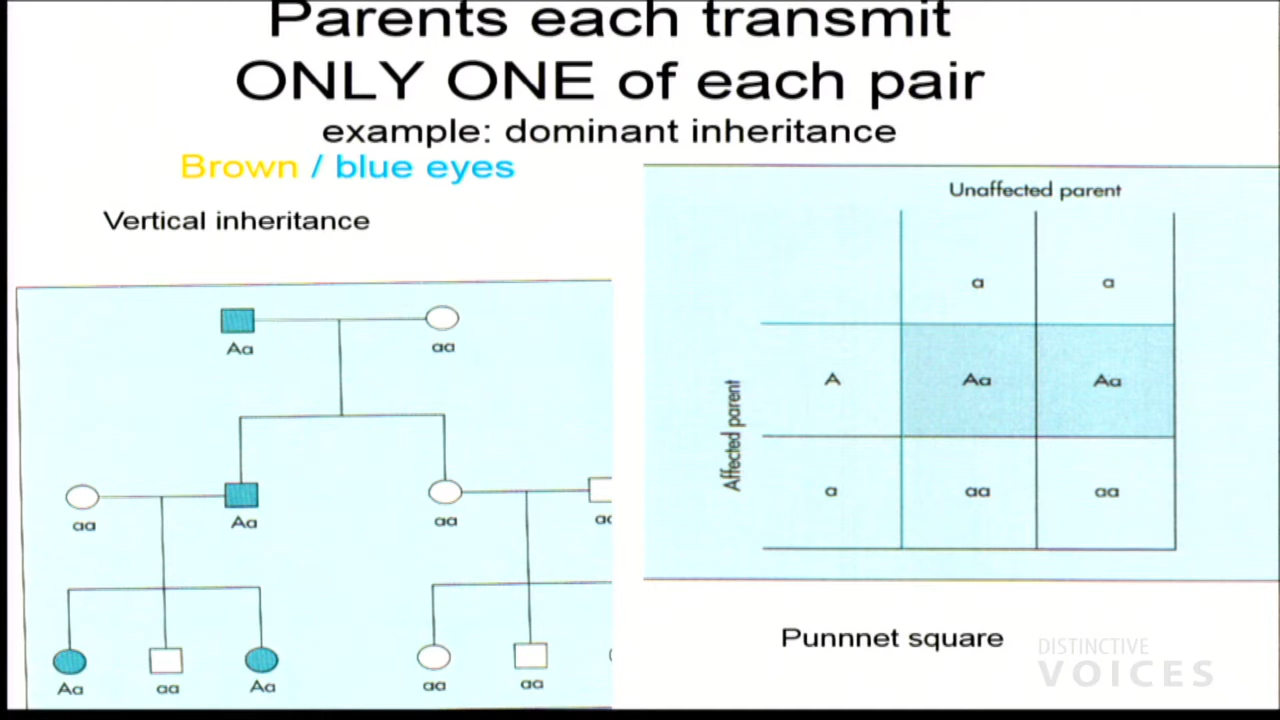 Parents each transmit
ONLY ONE of each pair
example: dominant inheritance
Brown / blue eyes
Vertical inheritance
Aa
aa
aa
Aa
aa
Aa
aa
Aa
aa
aa
Unaffected parent
a
a
Affected parent
A
Aa
Aa
a
aa
aa
Punnnet square
DISTINCTIVE
VOICES